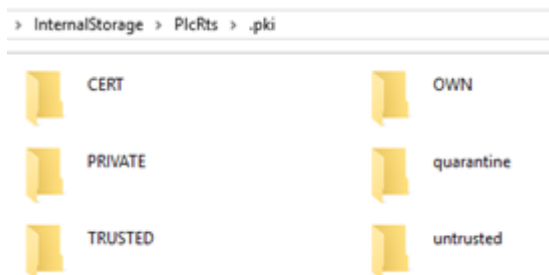 > InternalStorage > PlcRts > .pki
CERT
OWN
PRIVATE
quarantine
TRUSTED
untrusted